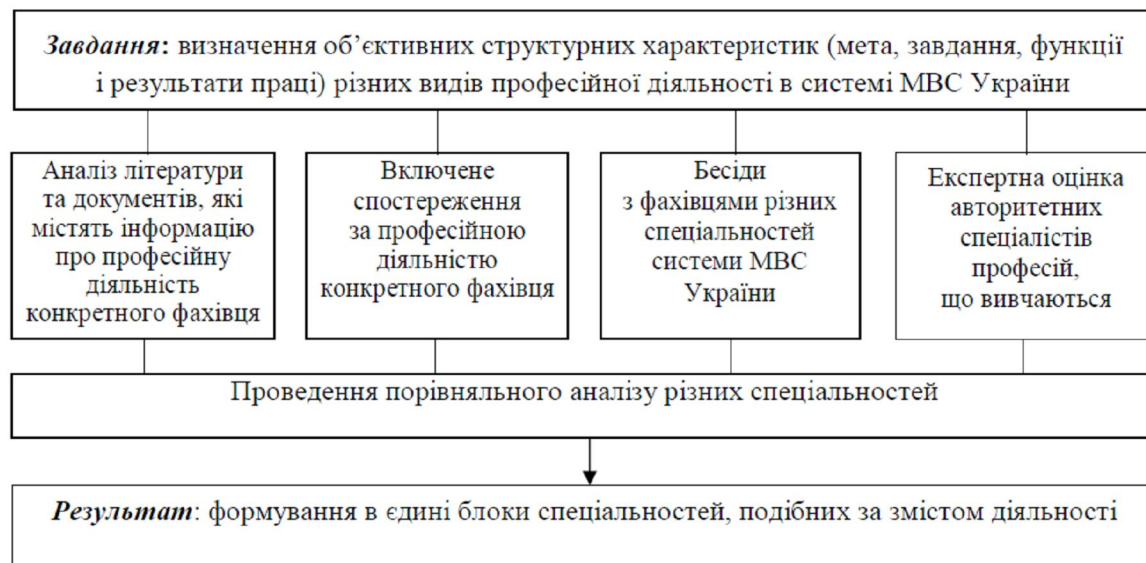 Завдання: визначення об’єктивних структурних характеристик (мета, завдання, функції
і результати праці) різних видів професійної діяльності в системі МВС України
Аналіз літератури
та документів, які
містять інформацію
про професійну
діяльність
конкретного фахівця
Включене
спостереження
за професійною
діяльністю
конкретного фахівця
Бесіди
з фахівцями різних
спеціальностей
системи МВС
України
Експертна оцінка
авторитетних
спеціалістів
професій,
що вивчаються
Проведення порівняльного аналізу різних спеціальностей
Результат: формування в єдині блоки спеціальностей, подібних за змістом діяльності